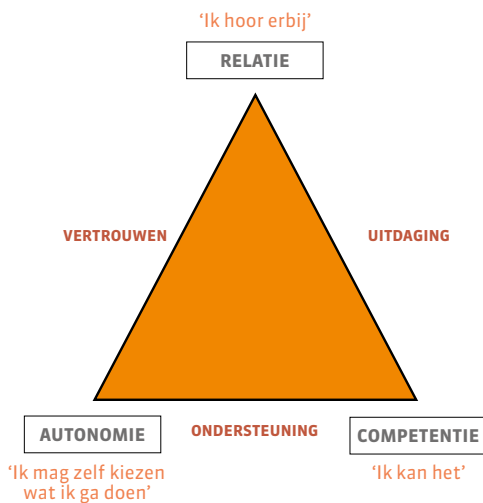 ‘Ik hoor erbij’
RELATIE
VERTROUWEN
UITDAGING
AUTONOMIE
ONDERSTEUNING
COMPETENTIE
‘Ik mag zelf kiezen
wat ik ga doen’
‘Ik kan het’